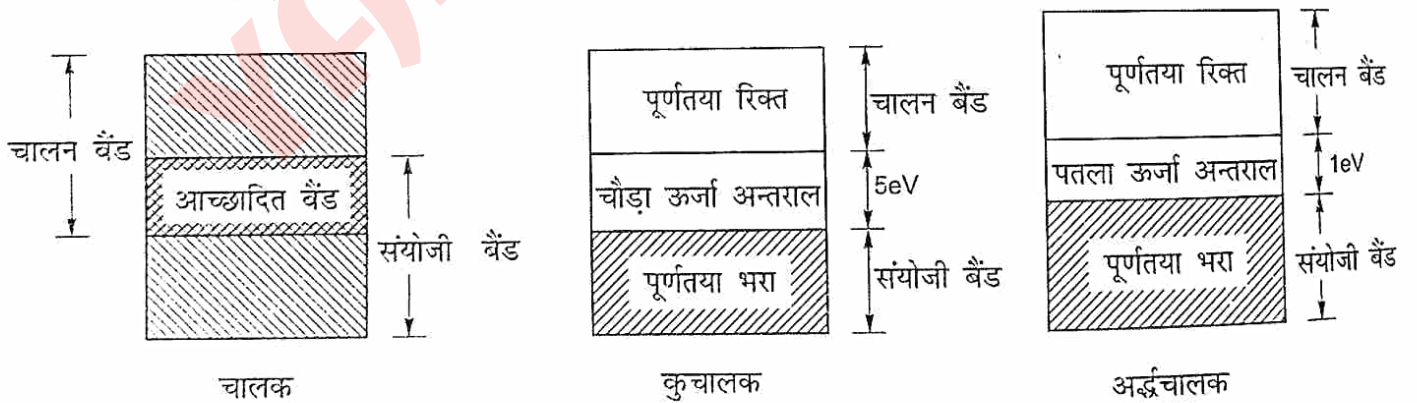 चालन बैंड
आच्छादित बैंड
संयोजी बैंड
चालक
पूर्णतया रिक्त
चालन बैंड
चौड़ा ऊर्जा अन्तराल
5eV
पूर्णतया भरा
संयोजी बैंड
कुचालक
पूर्णतया रिक्त
चालन बैंड
पतला ऊर्जा अन्तराल
1eV
पूर्णतया भरा
संयोजी बैंड
अर्द्धचालक